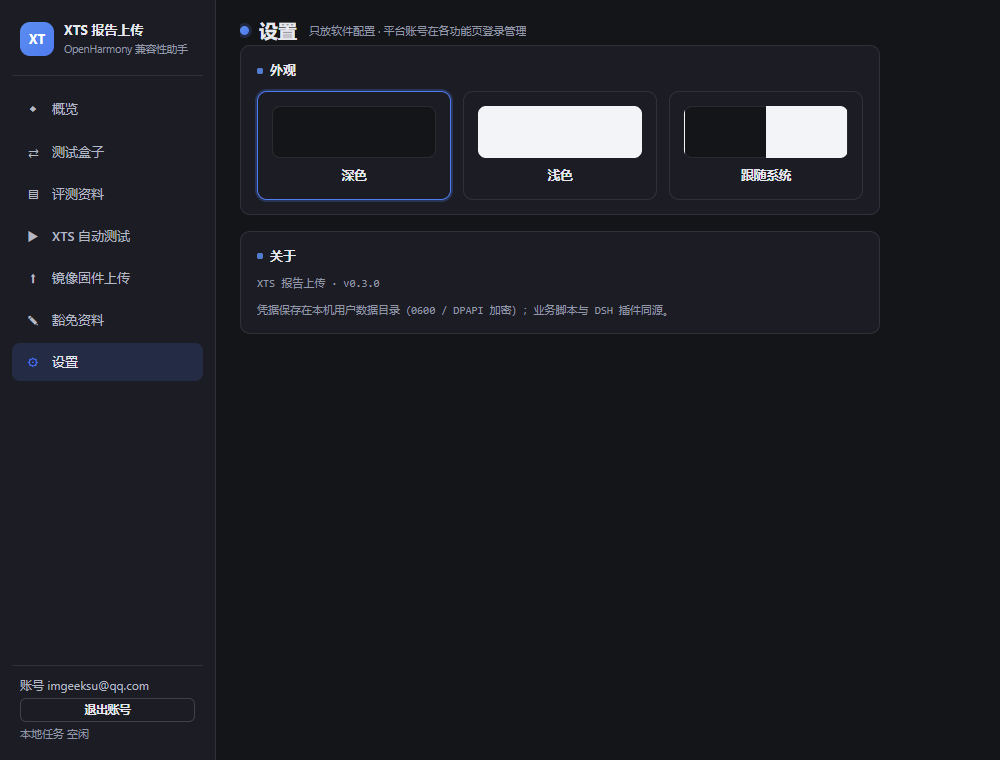 XT
XTS 报告上传
OpenHarmony 兼容性助手
概览
测试盒子
评测资料
XTS 自动测试
镜像固件上传
豁免资料
设置
账号 imgeeksu@qq.com
退出账号
本地任务 空闲
设置 只放软件配置 · 平台账号在各功能页登录管理
外观
深色
浅色
跟随系统
关于
XTS 报告上传 · v0.3.0
凭据保存在本机用户数据目录（0600 / DPAPI 加密）；业务脚本与 DSH 插件同源。